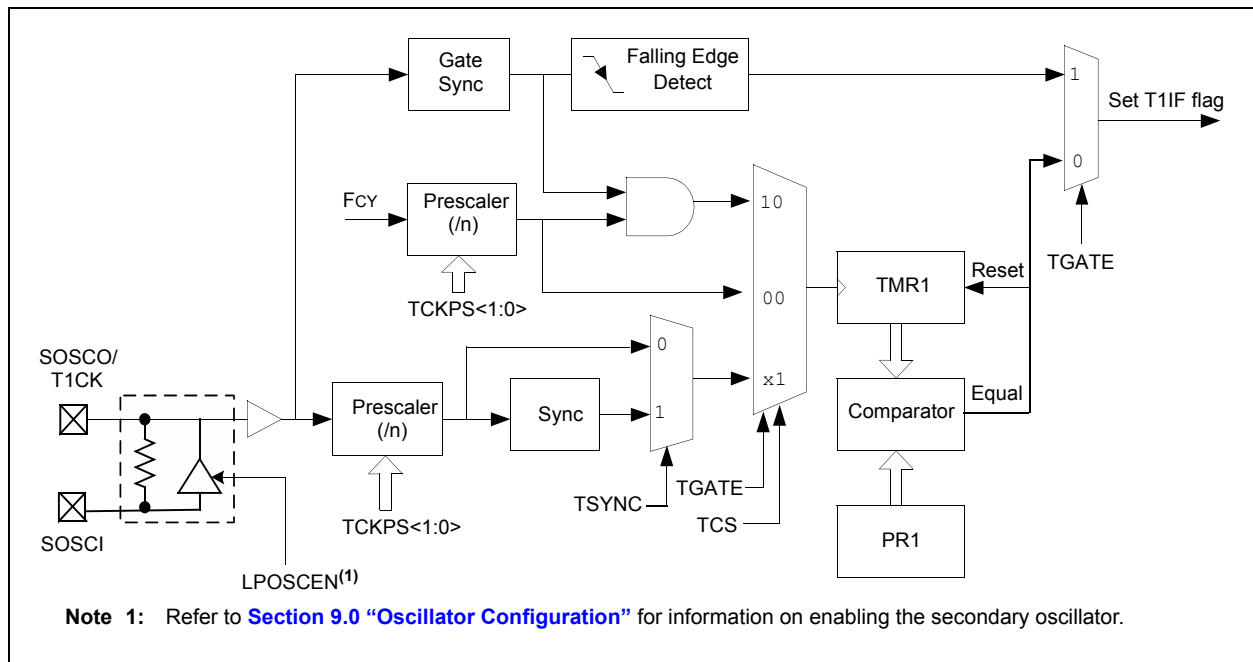 Gate
Sync
Falling Edge
Detect
1
Set T1IF flag
0
TGATE
FCY
Prescaler
(/n)
TCKPS<1:0>
10
00
x1
TMR1
Reset
SOSCO/
T1CK
Prescaler
(/n)
TCKPS<1:0>
Sync
0
1
TSYNC
TGATE
TCS
Comparator
Equal
PR1
SOSCI
LPOSCEN(1)
Note 1: Refer to Section 9.0 “Oscillator Configuration” for information on enabling the secondary oscillator.